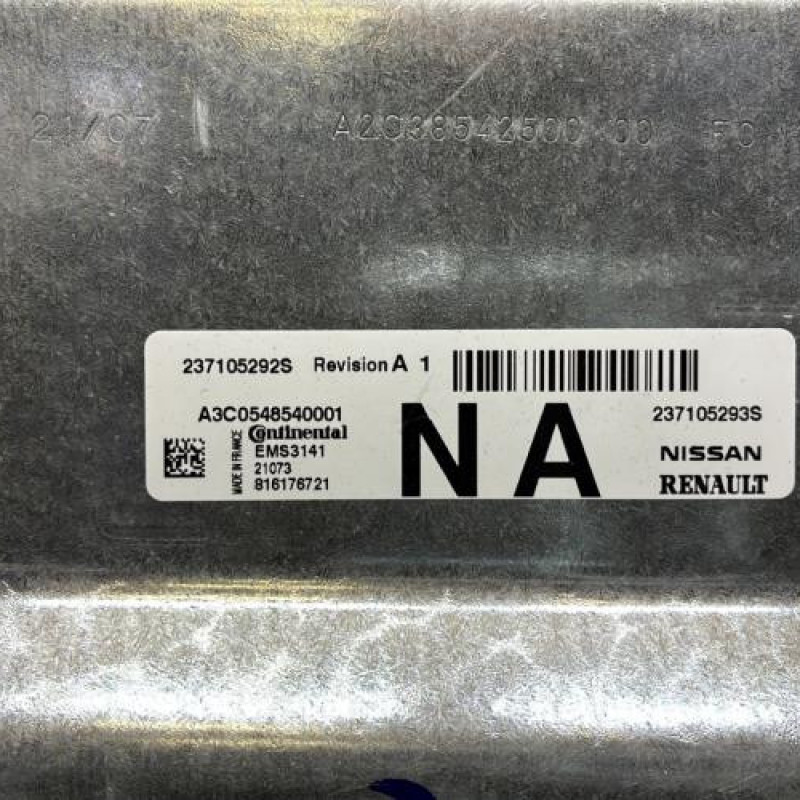 21/07 A2C38542500 00 FC
237105292S Revision A 1
A3C0548540001
237105293S
MADE IN FRANCE
Continental
EMS3141
21073
816176721
NA
NISSAN
RENAULT